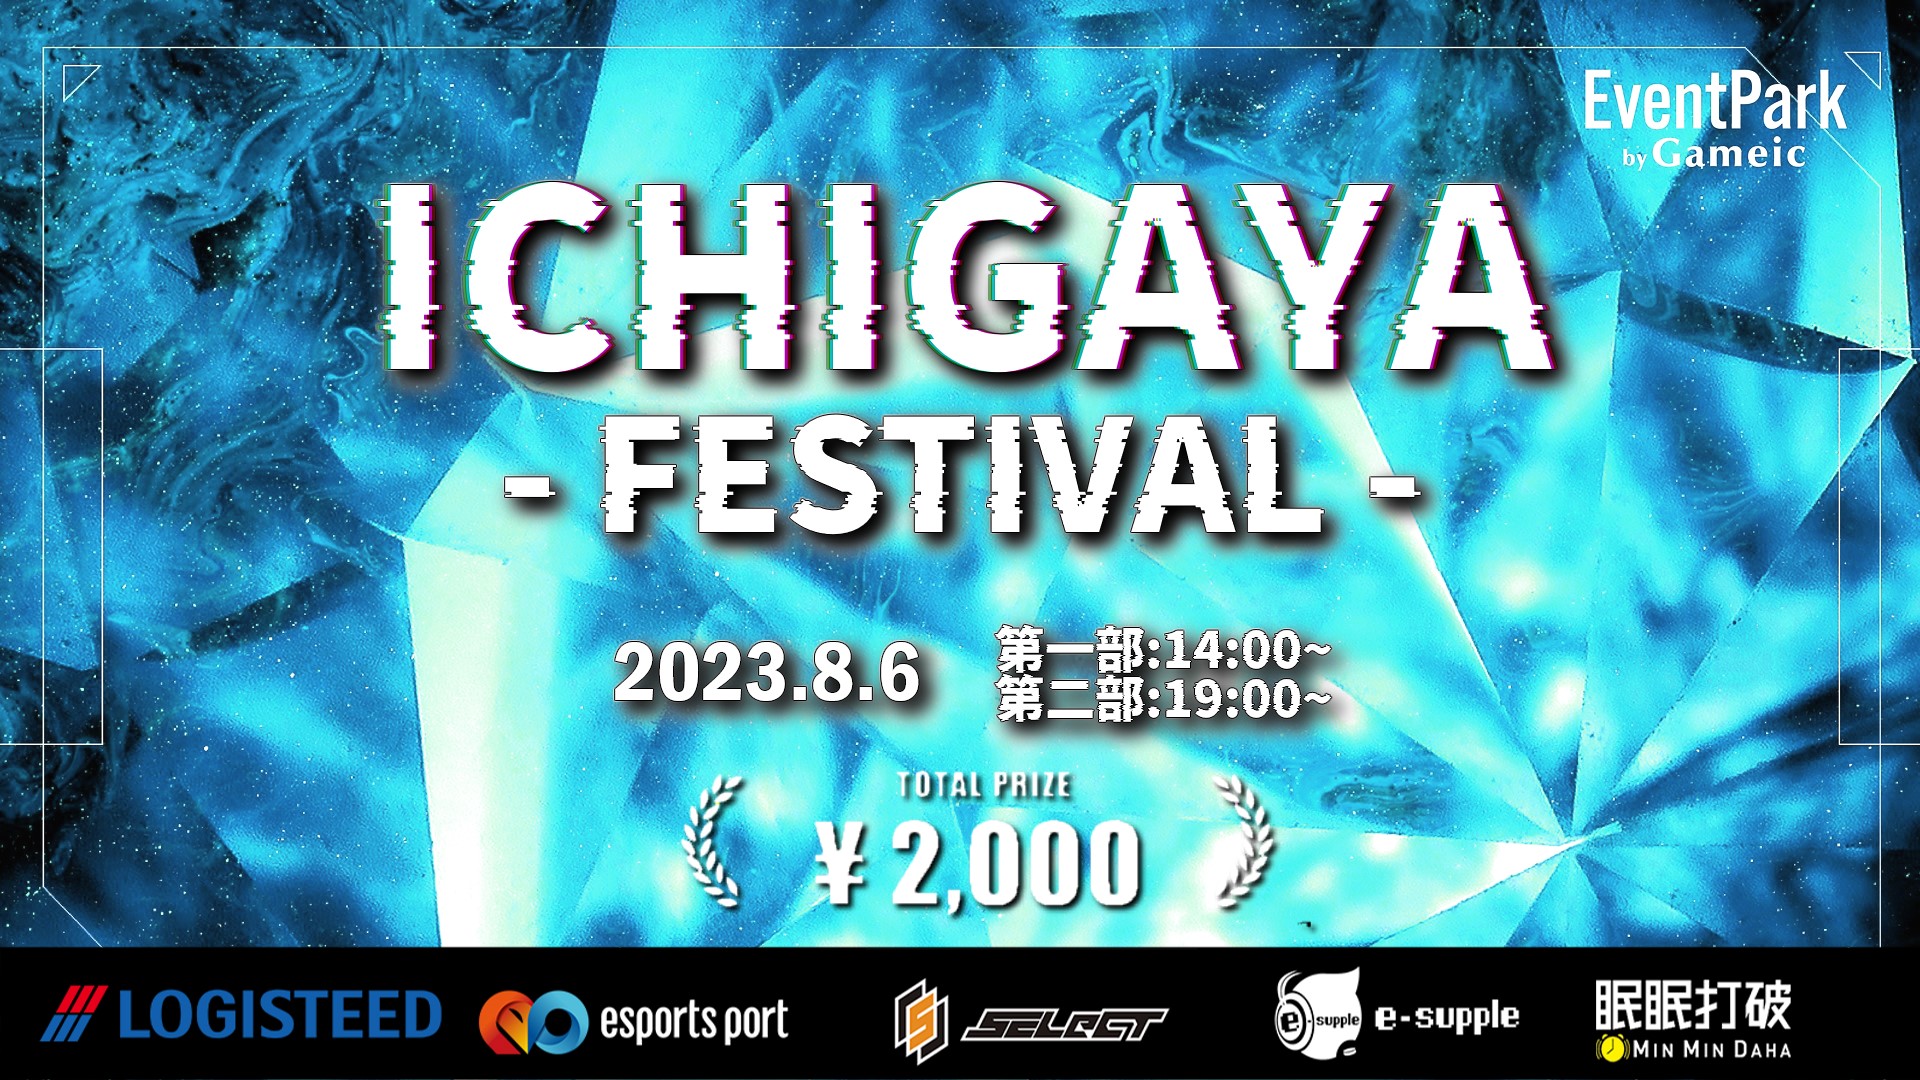 EventPark
by Gameic
ICHIGAYA
- FESTIVAL -
2023.8.6
第一部:14:00~
第二部:19:00~
TOTAL PRIZE
¥ 2,000
LOGISTEED
esports port
SELECT
e-supple
e-supple
眠眠打破
MIN MIN DAHA